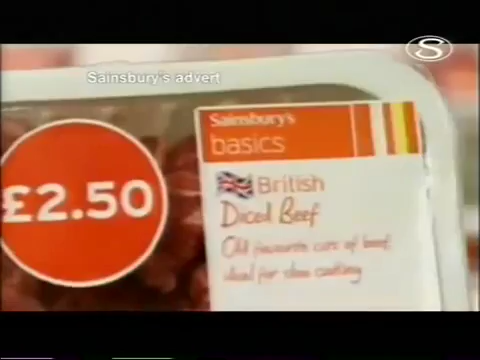 S
Sainsbury's advert
Sainsbury's
basics
£2.50
British
Diced Beef
Old favourite cuts of beef,
ideal for slow cooking